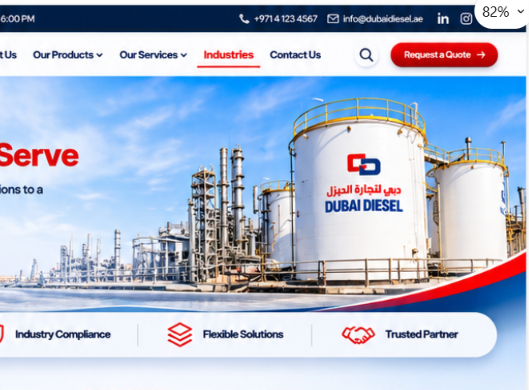 6:00 PM
+971 4 123 4567
info@dubaidiesel.ae
in
82%
t Us
Our Products
Our Services
Industries
Contact Us
Request a Quote
Serve
ions to a
دبي لتجارة الديزل
DUBAI DIESEL
Industry Compliance
Flexible Solutions
Trusted Partner